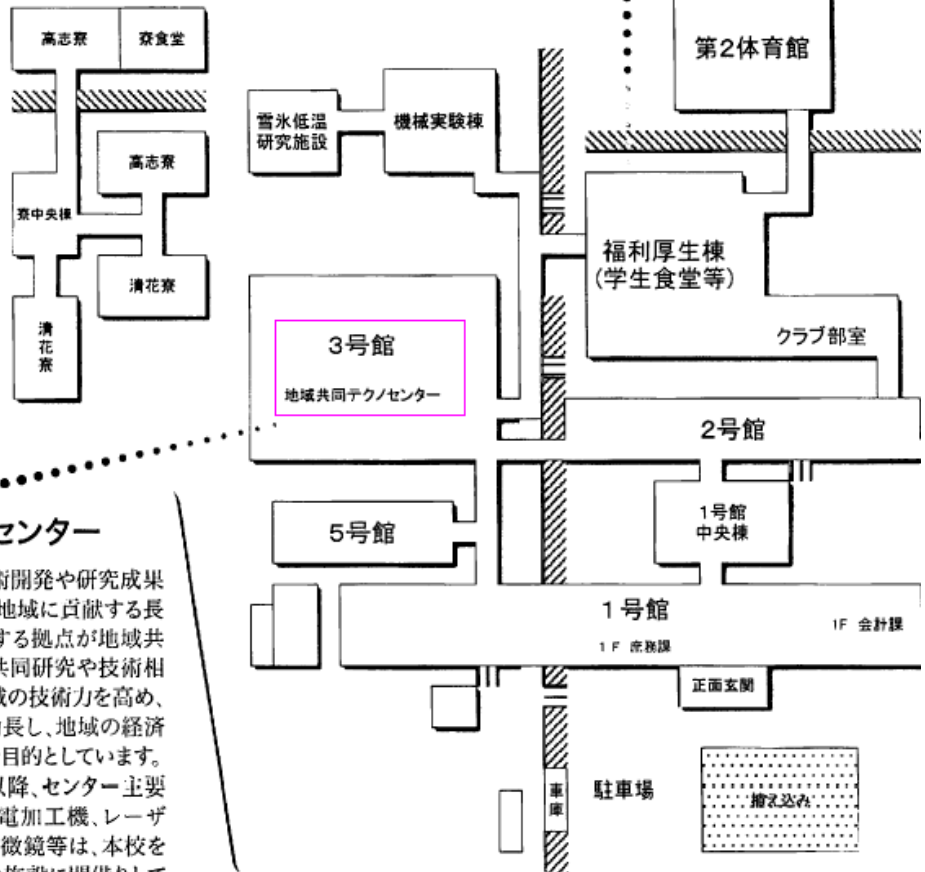 高志寮
寮食堂
第2体育館
雪氷低温
研究施設
機械実験棟
高志寮
寮中央棟
清花寮
清花寮
福利厚生棟
(学生食堂等)
クラブ部室
3号館
地域共同テクノセンター
2号館
1号館
中央棟
5号館
1号館
1F 庶務課
1F 会計課
正面玄関
車庫
駐車場
植え込み
センター
術開発や研究成果
地域に貢献する長
する拠点が地域共
共同研究や技術相
域の技術力を高め、
長し、地域の経済
目的としています。
以降、センター主要
電加工機、レーザ
微鏡等は、本校を